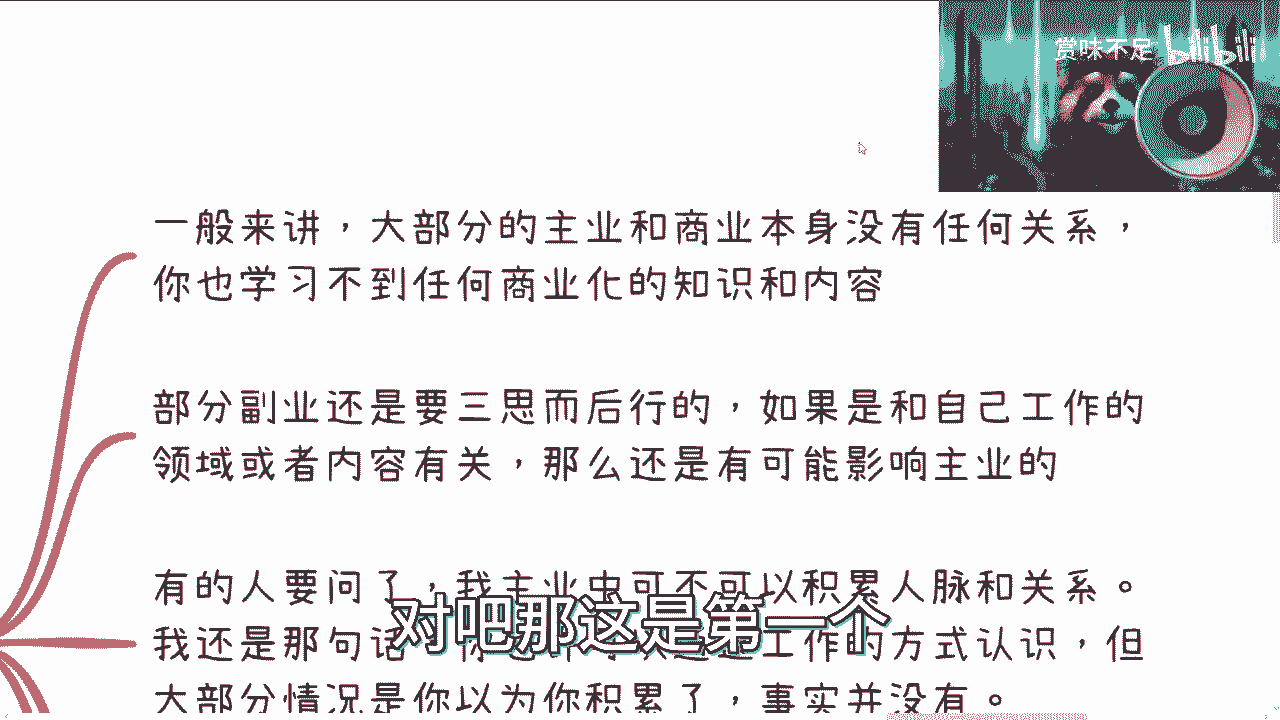 赏味不足 bilibili
一般来讲，大部分的主业和商业本身没有任何关系，
你也学习不到任何商业化的知识和内容
部分副业还是要三思而后行的，如果是和自己工作的
领域或者内容有关，那么还是有可能影响主业的
有的人要问了，我主业中可不可以积累人脉和关系。
我还是那句话 工作的方式认识，但
对吧那这是第一个
大部分情况是你以为你积累了，事实并没有。